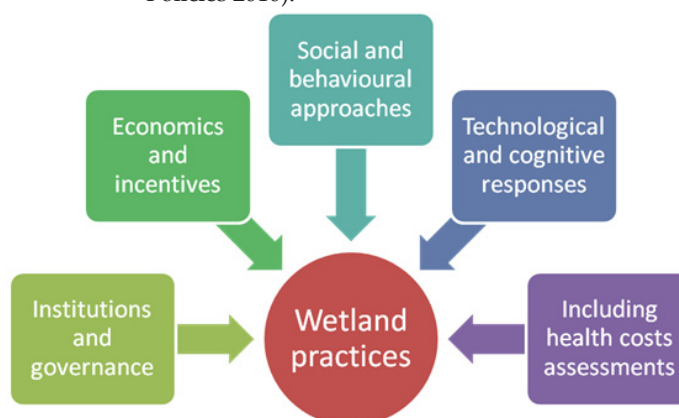 Social and
behavioural
approaches
Economics
and
incentives
Technological
and cognitive
responses
Institutions
and
governance
Wetland
practices
Including
health costs
assessments